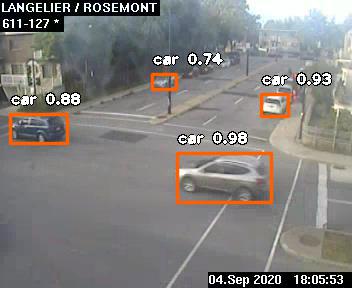 LANGELIER / ROSEMONT
611-127 *
car 0.74
car 0.93
car 0.88
car 0.98
04.Sep 2020 18:05:53